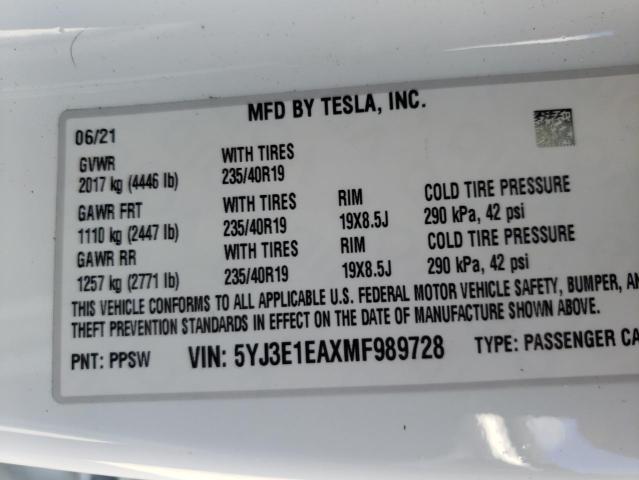 MFD BY TESLA, INC.
06/21
GVWR WITH TIRES
2017 kg (4446 lb) 235/40R19
GAWR FRT WITH TIRES RIM COLD TIRE PRESSURE
1110 kg (2447 lb) 235/40R19 19X8.5J 290 kPa, 42 psi
GAWR RR WITH TIRES RIM COLD TIRE PRESSURE
1257 kg (2771 lb) 235/40R19 19X8.5J 290 kPa, 42 psi
THIS VEHICLE CONFORMS TO ALL APPLICABLE U.S. FEDERAL MOTOR VEHICLE SAFETY, BUMPER, AN
THEFT PREVENTION STANDARDS IN EFFECT ON THE DATE OF MANUFACTURE SHOWN ABOVE.
PNT: PPSW VIN: 5YJ3E1EAXMF989728 TYPE: PASSENGER CA